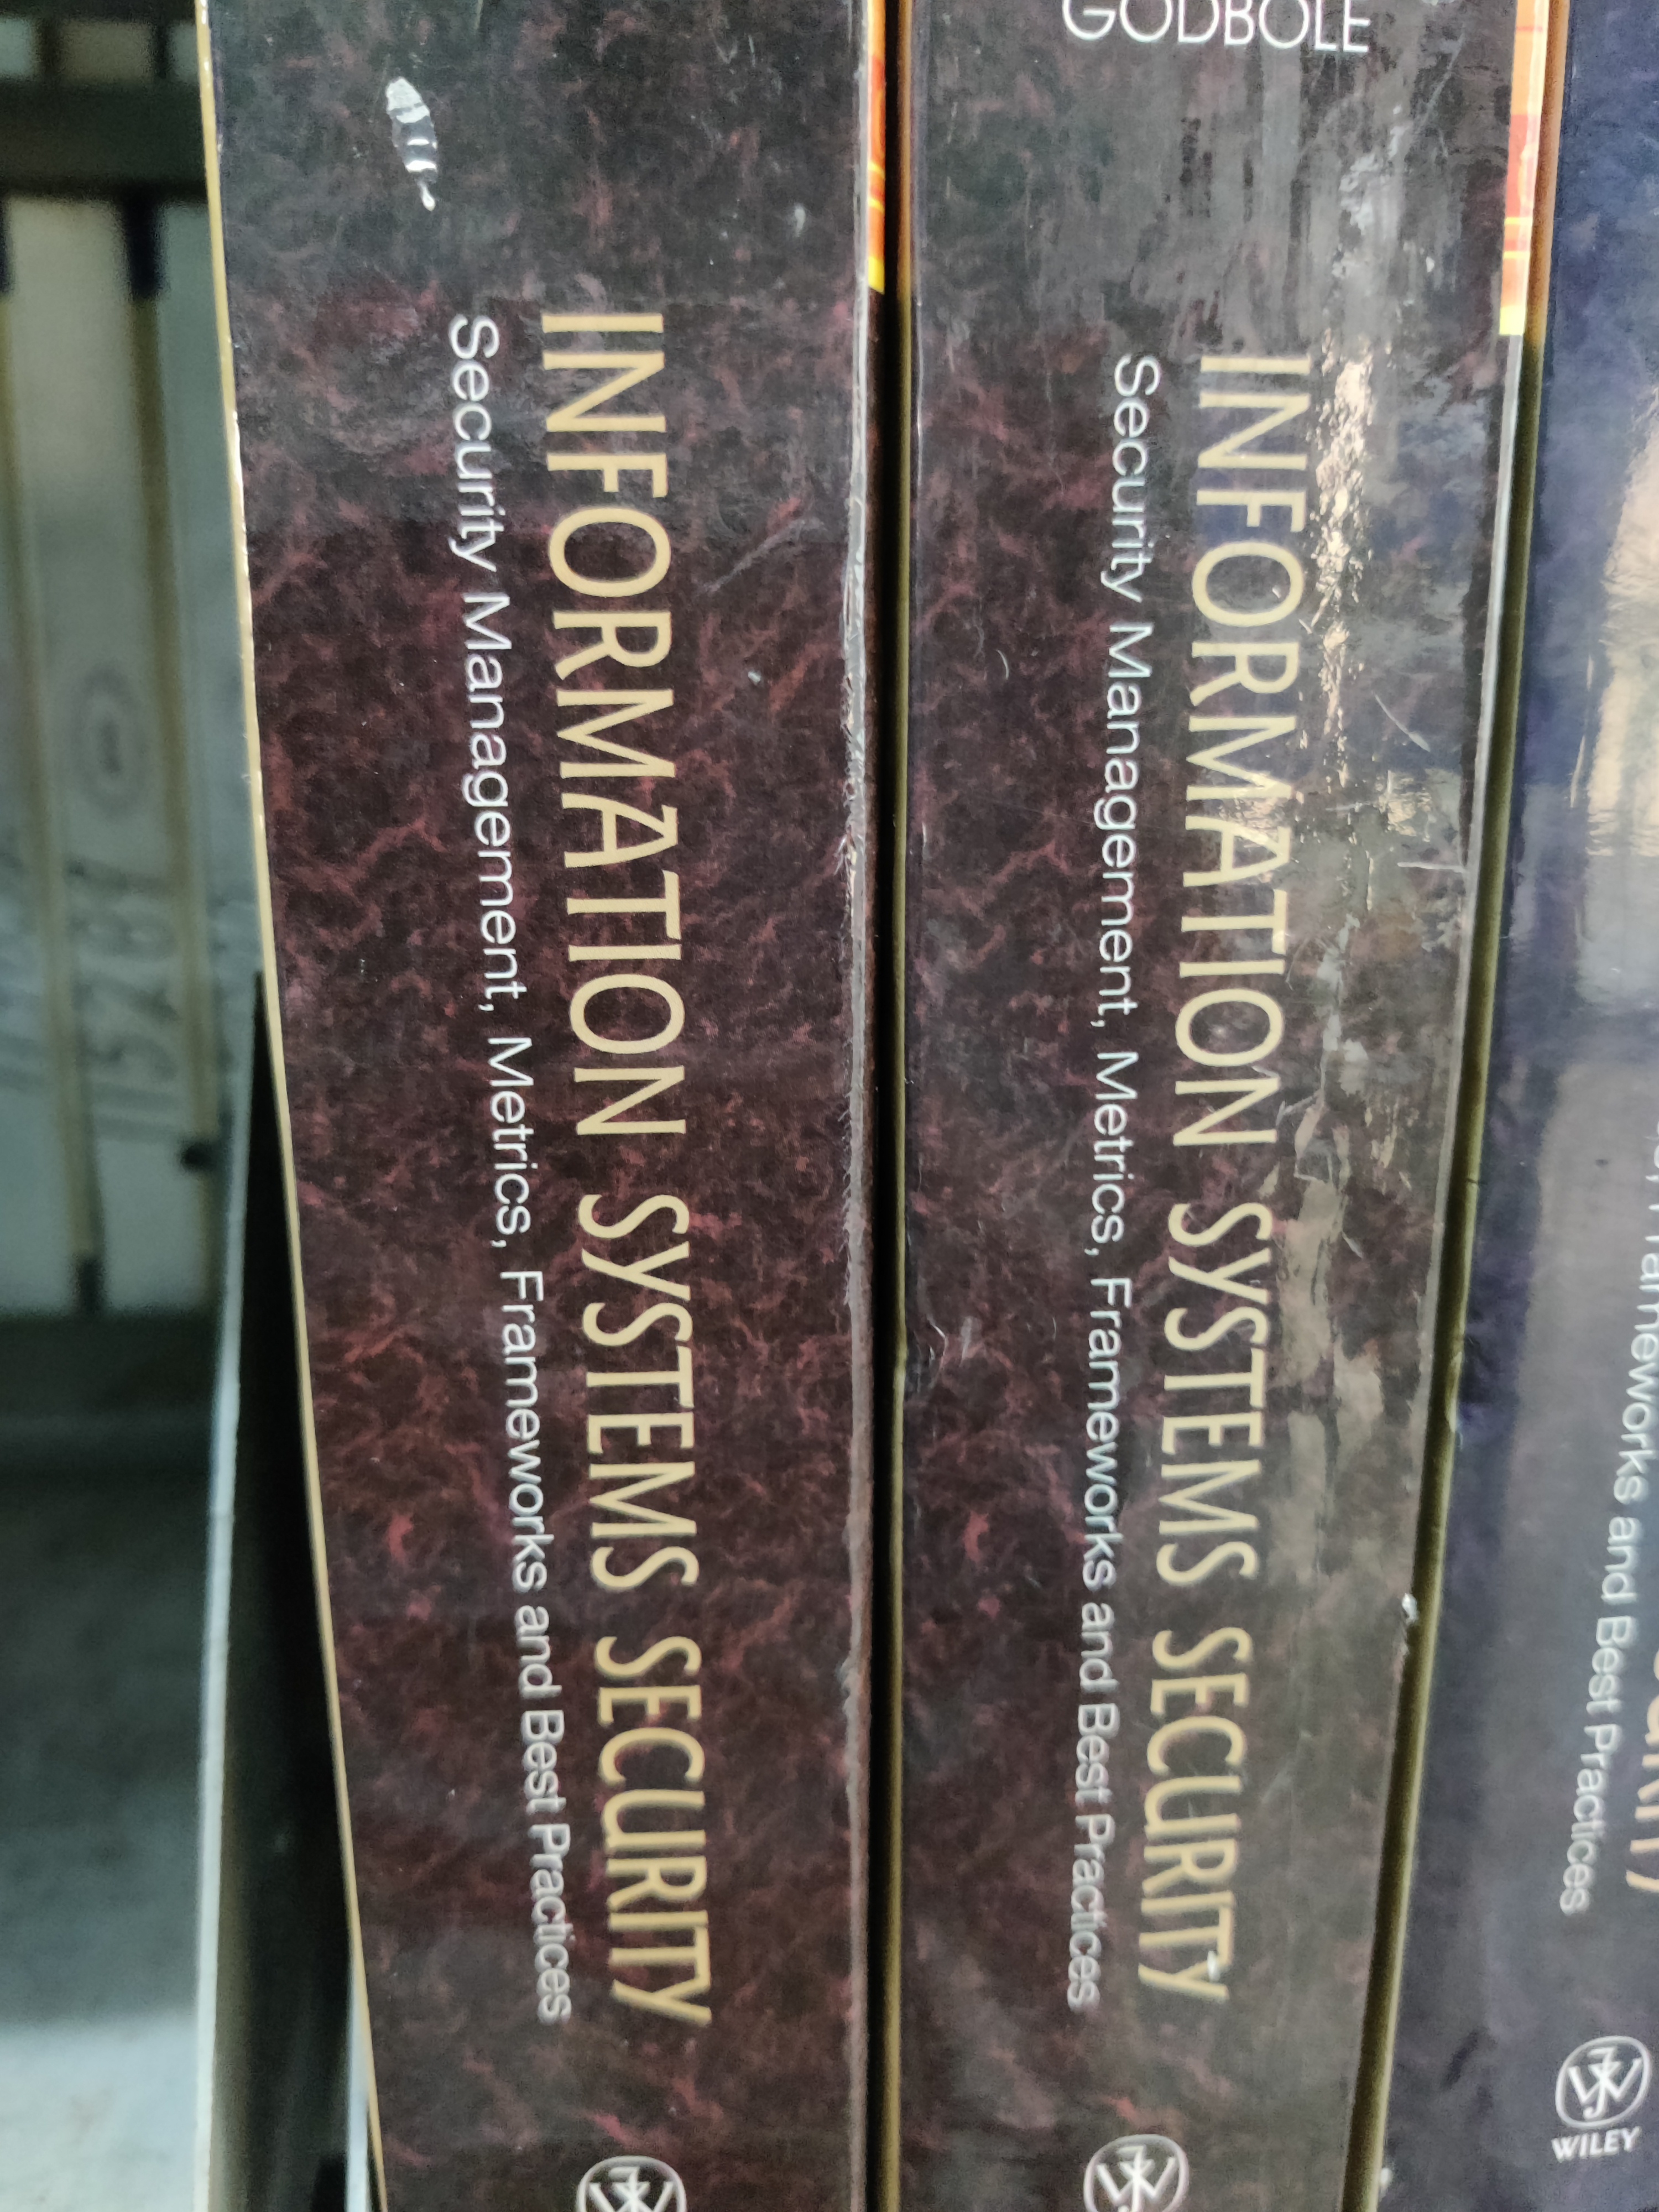 INFORMATION SYSTEMS SECURITY
Security Management, Metrics, Frameworks and Best Practices
GODBOLE
INFORMATION SYSTEMS SECURITY
Security Management, Metrics, Frameworks and Best Practices
Frameworks and Best Practices
WILEY